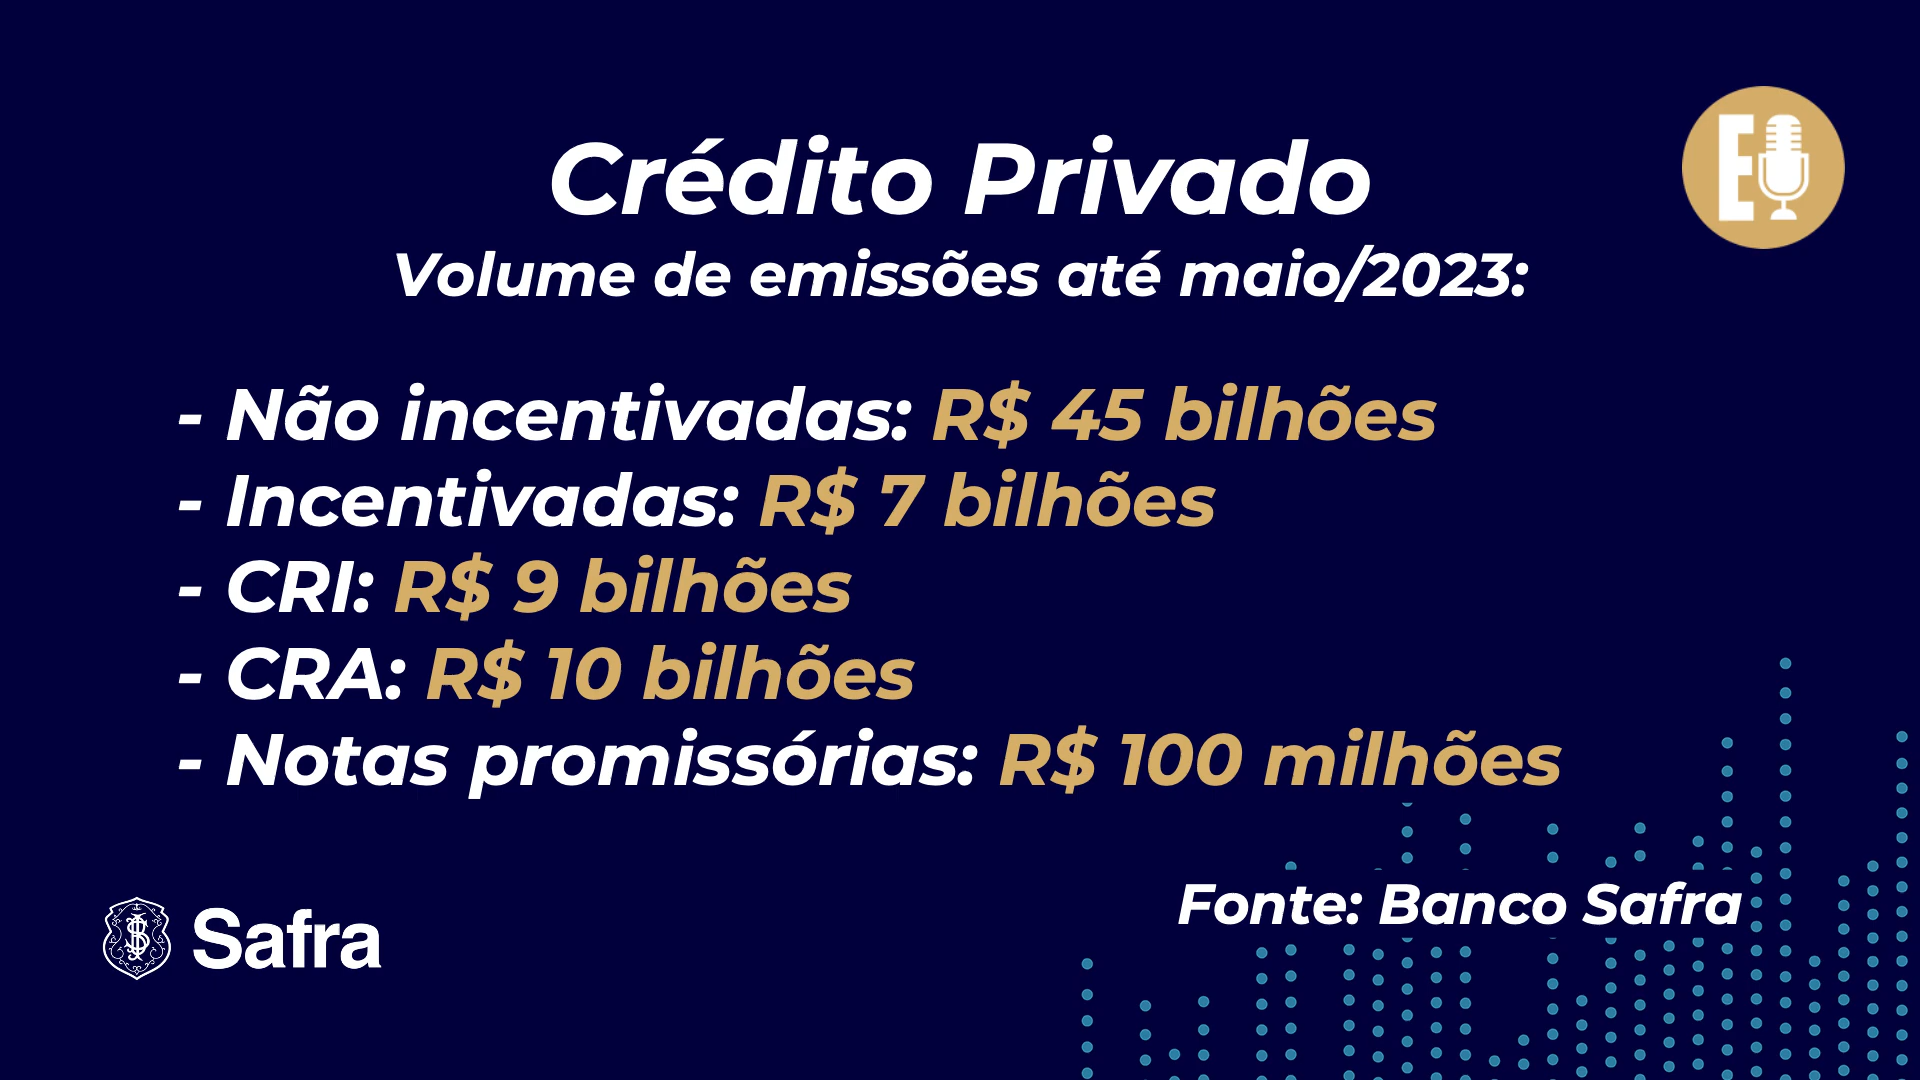 Crédito Privado
Volume de emissões até maio/2023:
- Não incentivadas: R$ 45 bilhões
- Incentivadas: R$ 7 bilhões
- CRI: R$ 9 bilhões
- CRA: R$ 10 bilhões
- Notas promissórias: R$ 100 milhões
Fonte: Banco Safra
Safra
E